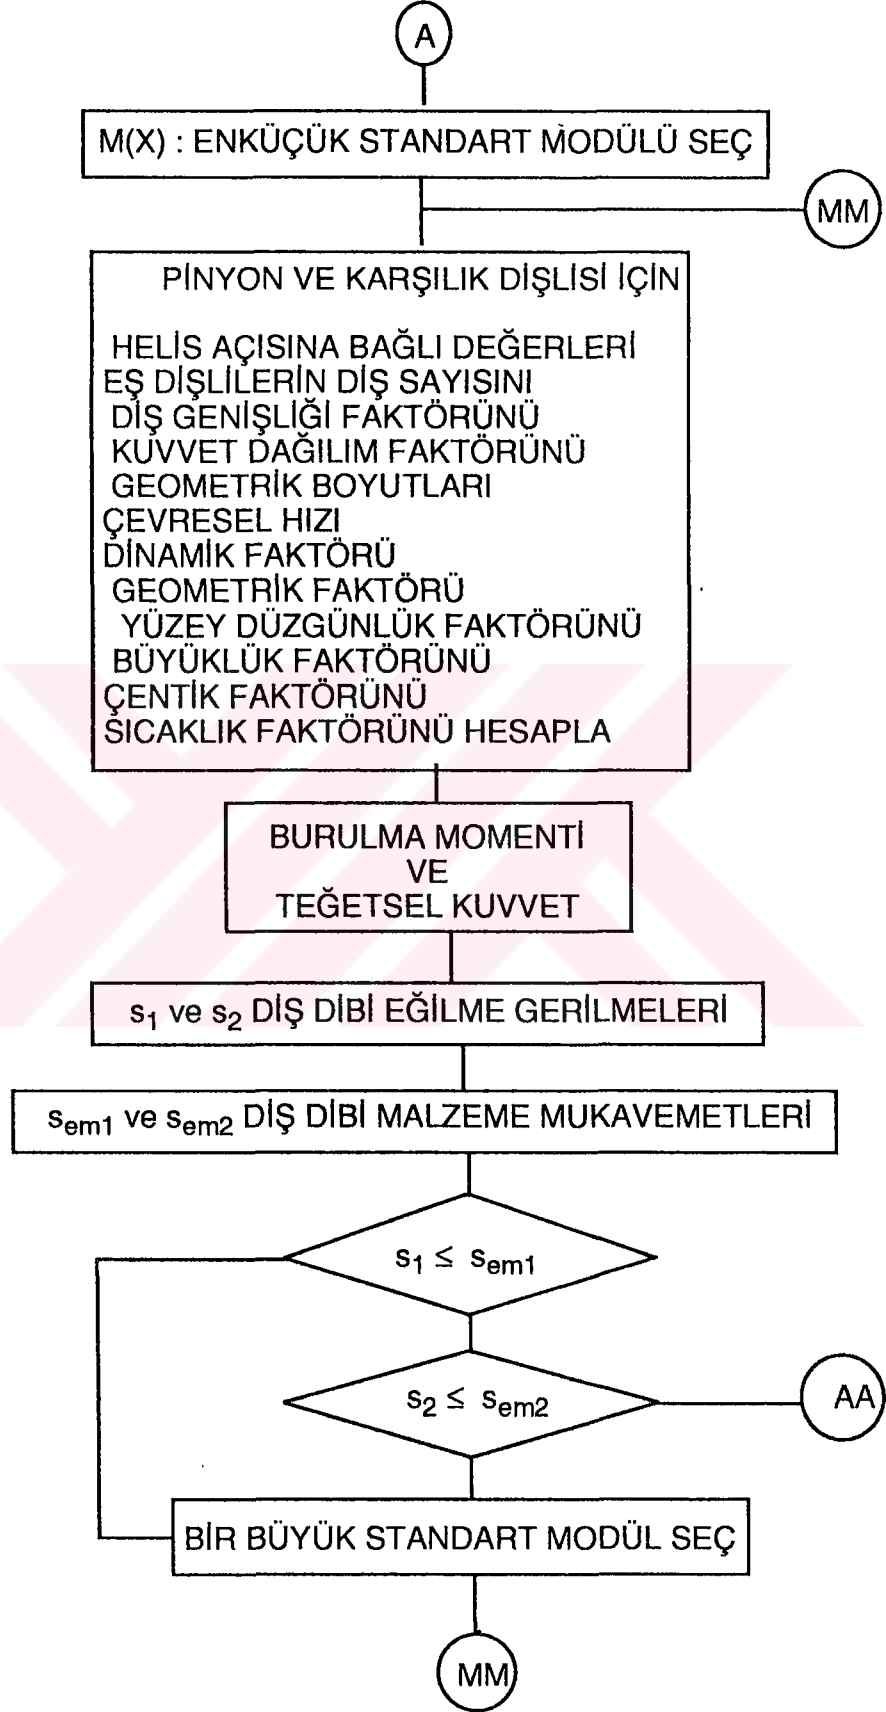 A
M(X) : ENKÜÇÜK STANDART MODÜLÜ SEÇ
MM
PİNYON VE KARŞILIK DİŞLİSİ İÇİN
HELİS AÇISINA BAĞLI DEĞERLERİ
EŞ DİŞLİLERİN DİŞ SAYISINI
DİŞ GENİŞLİĞİ FAKTÖRÜNÜ
KUVVET DAĞILIM FAKTÖRÜNÜ
GEOMETRİK BOYUTLARI
ÇEVRESEL HIZI
DİNAMİK FAKTÖRÜ
GEOMETRİK FAKTÖRÜ
YÜZEY DÜZGÜNLÜK FAKTÖRÜNÜ
BÜYÜKLÜK FAKTÖRÜNÜ
ÇENTİK FAKTÖRÜNÜ
SICAKLIK FAKTÖRÜNÜ HESAPLA
BURULMA MOMENTİ
VE
TEĞETSEL KUVVET
s1 ve s2 DİŞ DİBİ EĞİLME GERİLMELERİ
sem1 ve sem2 DİŞ DİBİ MALZEME MUKAVEMETLERİ
s1 ≤ sem1
s2 ≤ sem2
AA
BİR BÜYÜK STANDART MODÜL SEÇ
MM